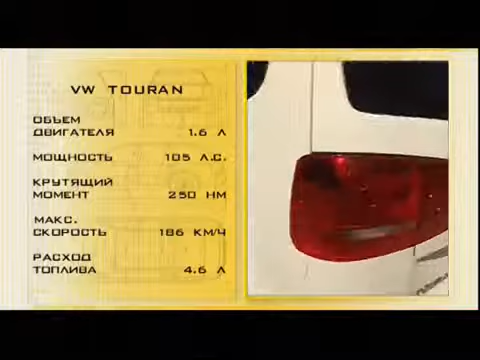 VW TOURAN
ОБЪЕМ
ДВИГАТЕЛЯ 1.6 Л
МОЩНОСТЬ 105 Л.С.
КРУТЯЩИЙ
МОМЕНТ 250 НМ
МАКС.
СКОРОСТЬ 186 КМ/Ч
РАСХОД
ТОПЛИВА 4.6 Л